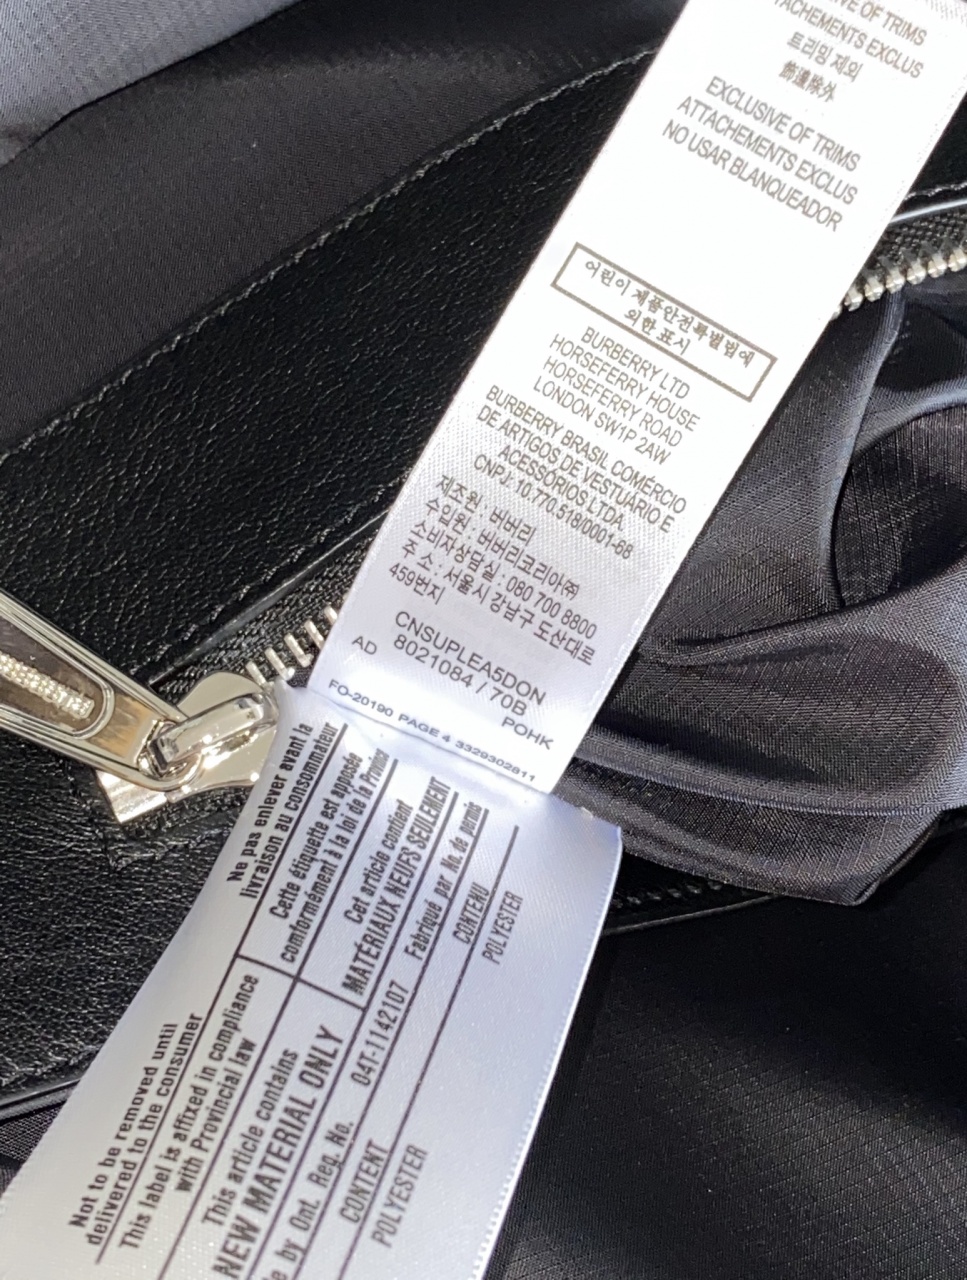 VE OF TRIMS
TACHEMENTS EXCLUS
트리밍 제외
飾邊除外
EXCLUSIVE OF TRIMS
ATTACHEMENTS EXCLUS
NO USAR BLANQUEADOR
어린이 제품안전특별법에
의한 표시
BURBERRY LTD
HORSEFERRY HOUSE
HORSEFERRY ROAD
LONDON SW1P 2AW
BURBERRY BRASIL COMÉRCIO
DE ARTIGOS DE VESTUÁRIO E
ACESSÓRIOS LTDA
CNPJ: 10.770.518/0001-68
제조원 : 버버리
수입원 : 버버리코리아㈜
소비자상담실 : 080 700 8800
주 소 : 서울시 강남구 도산대로
459번지
CNSUPLEA5DON
AD 8021084 / 70B
POHK
FO-20190 PAGE 4 3329302811
Ne pas enlever avant la
livraison au consommateur
Cette étiquette est apposée
conformément à la loi de la Province
Cet article contient
MATÉRIAUX NEUFS SEULEMENT
Fabriqué par No. de permis
CONTENU
POLYESTER
Not to be removed until
delivered to the consumer
This label is affixed in compliance
with Provincial law
This article contains
NEW MATERIAL ONLY
e by Ont. Reg. No. 04T-1142107
CONTENT
POLYESTER